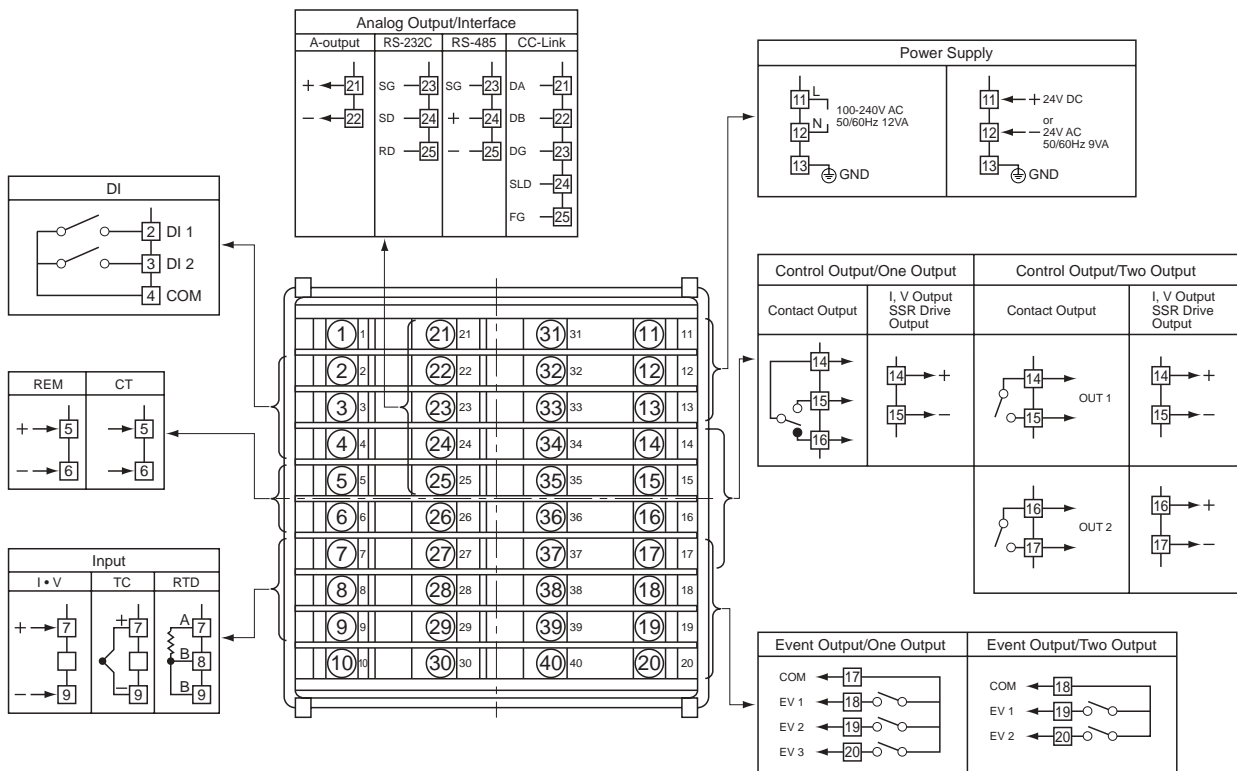 Analog Output/Interface
A-output RS-232C RS-485 CC-Link
+ 21 SG 23 SG 23 DA 21
− 22 SD 24 + 24 DB 22
RD 25 − 25 DG 23
SLD 24
FG 25
Power Supply
11 L 100-240V AC
12 N 50/60Hz 12VA
13 GND
11 + 24V DC
or
12 − 24V AC
50/60Hz 9VA
13 GND
DI
2 DI 1
3 DI 2
4 COM
REM CT
+ 5 5
− 6 6
Input
I • V TC RTD
+ 7 + 7 A 7
B 8
− 9 − 9 B 9
1 1 21 21 31 31 11 11
2 2 22 22 32 32 12 12
3 3 23 23 33 33 13 13
4 4 24 24 34 34 14 14
5 5 25 25 35 35 15 15
6 6 26 26 36 36 16 16
7 7 27 27 37 37 17 17
8 8 28 28 38 38 18 18
9 9 29 29 39 39 19 19
10 10 30 30 40 40 20 20
Control Output/One Output
Contact Output
I, V Output
SSR Drive
Output
14
15
16
14 +
15 −
Control Output/Two Output
Contact Output
I, V Output
SSR Drive
Output
14
OUT 1
15
14 +
15 −
16
OUT 2
17
16 +
17 −
Event Output/One Output
COM 17
EV 1 18
EV 2 19
EV 3 20
Event Output/Two Output
COM 18
EV 1 19
EV 2 20